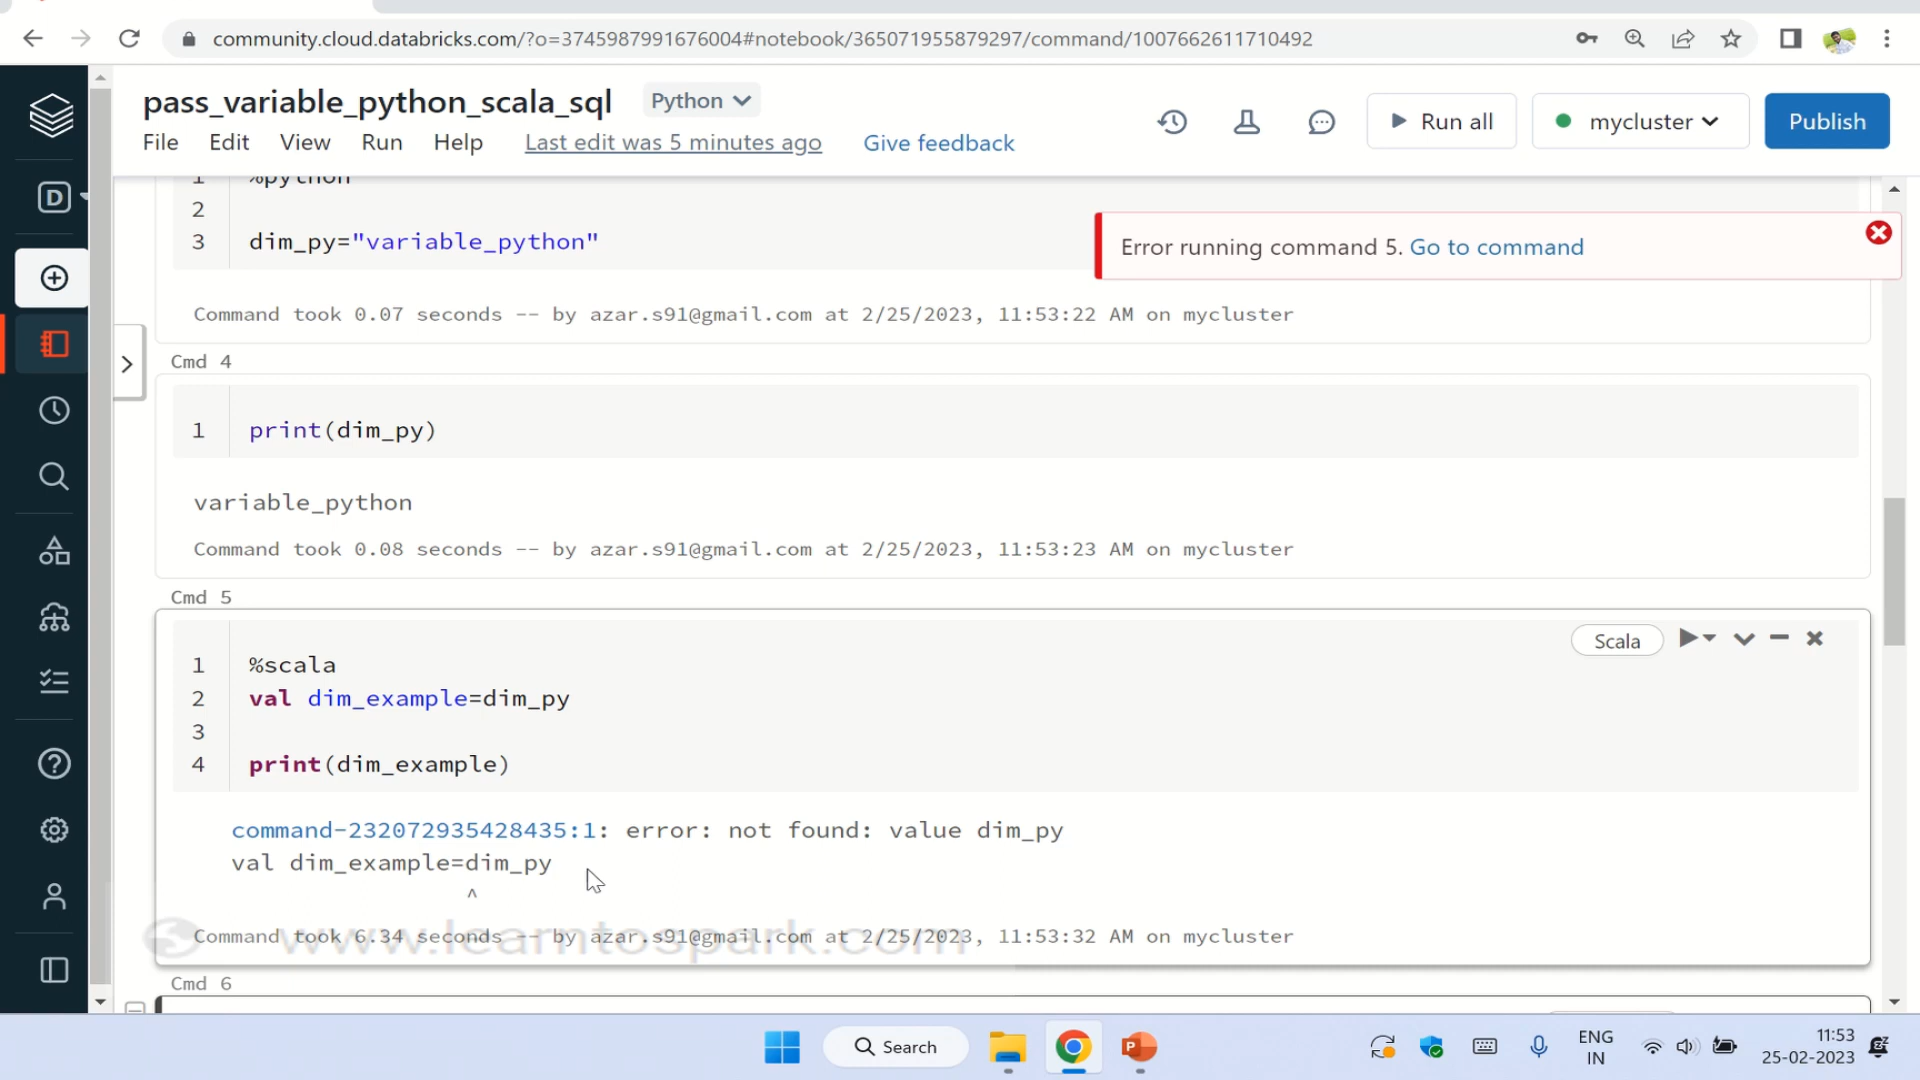 community.cloud.databricks.com/?o=3745987991676004#notebook/365071955879297/command/1007662611710492
pass_variable_python_scala_sql
Python
File Edit View Run Help Last edit was 5 minutes ago Give feedback
Run all
mycluster
Publish
D
1 %python
2
3 dim_py="variable_python"
Error running command 5. Go to command
Command took 0.07 seconds -- by azar.s91@gmail.com at 2/25/2023, 11:53:22 AM on mycluster
Cmd 4
1 print(dim_py)
variable_python
Command took 0.08 seconds -- by azar.s91@gmail.com at 2/25/2023, 11:53:23 AM on mycluster
Cmd 5
Scala
1 %scala
2 val dim_example=dim_py
3
4 print(dim_example)
command-232072935428435:1: error: not found: value dim_py
val dim_example=dim_py
^
Command took 6.34 seconds -- by azar.s91@gmail.com at 2/25/2023, 11:53:32 AM on mycluster
www.learntospark.com
Cmd 6
Search
P
ENG
IN
11:53
25-02-2023